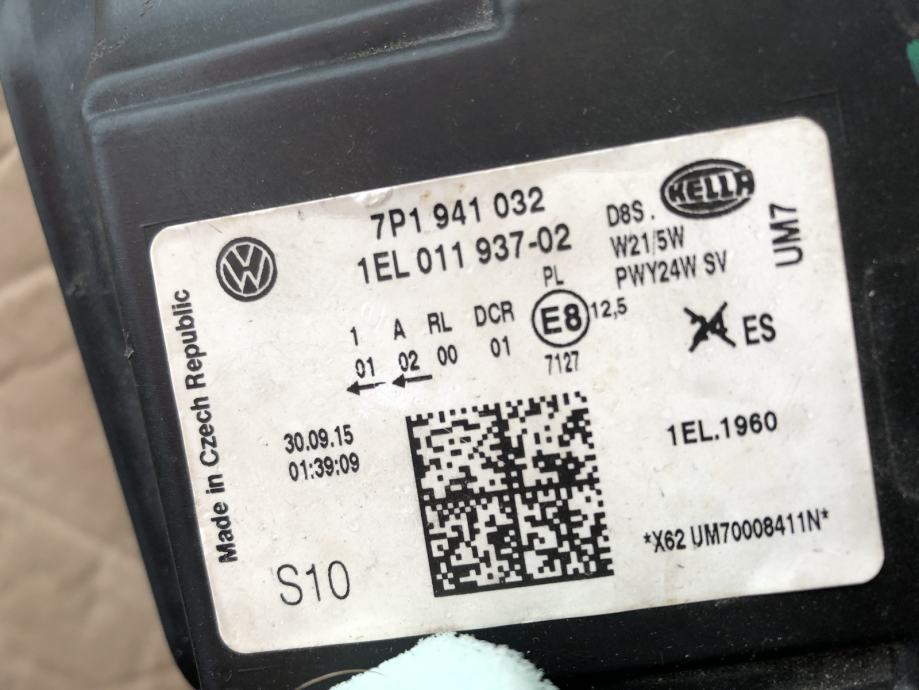 7P1 941 032
1EL 011 937-02
D8S.
W21/5W
PWY24W SV
HELLA
UM7
PL
E8
12,5
7127
1 A RL DCR
01 02 00 01
ES
Made in Czech Republic
30.09.15
01:39:09
1EL.1960
S10
*X62 UM70008411N*